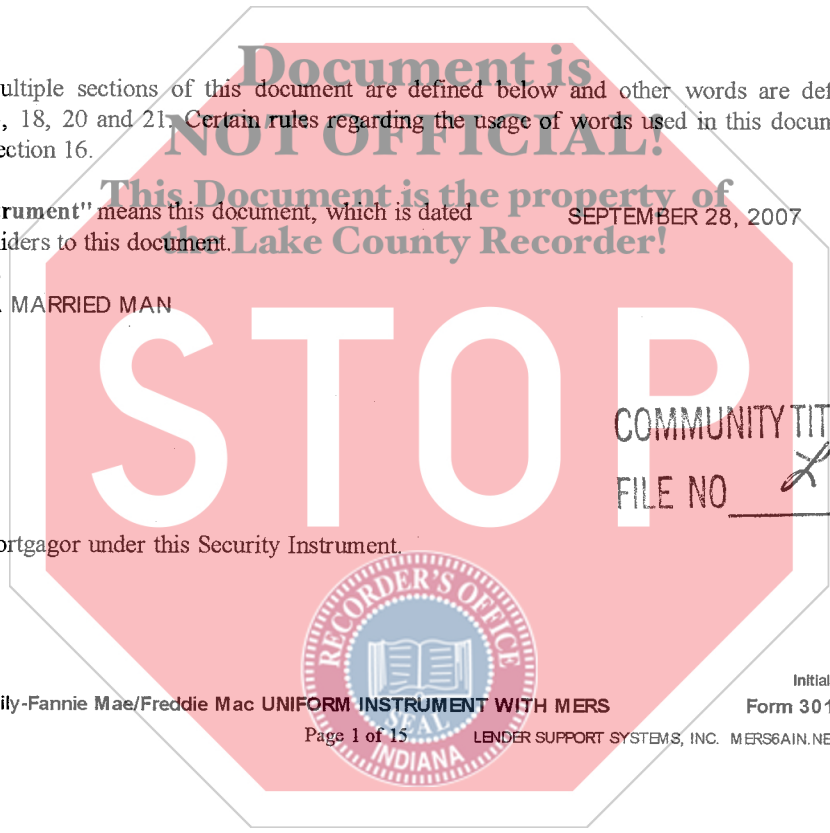 Document is
ultiple sections of this document are defined below and other words are def
, 18, 20 and 21. Certain rules regarding the usage of words used in this docum
NOT OFFICIAL!
ection 16.
This Document is the property of
rument" means this document, which is dated SEPTEMBER 28, 2007
iders to this document.
the Lake County Recorder!
MARRIED MAN
STOP
COMMUNITY TIT
FILE NO
ortgagor under this Security Instrument.
RECORDER'S OFFICE
SEAL
INDIANA
Initial
ily-Fannie Mae/Freddie Mac UNIFORM INSTRUMENT WITH MERS Form 301
Page 1 of 15 LENDER SUPPORT SYSTEMS, INC. MERS6AIN.NE